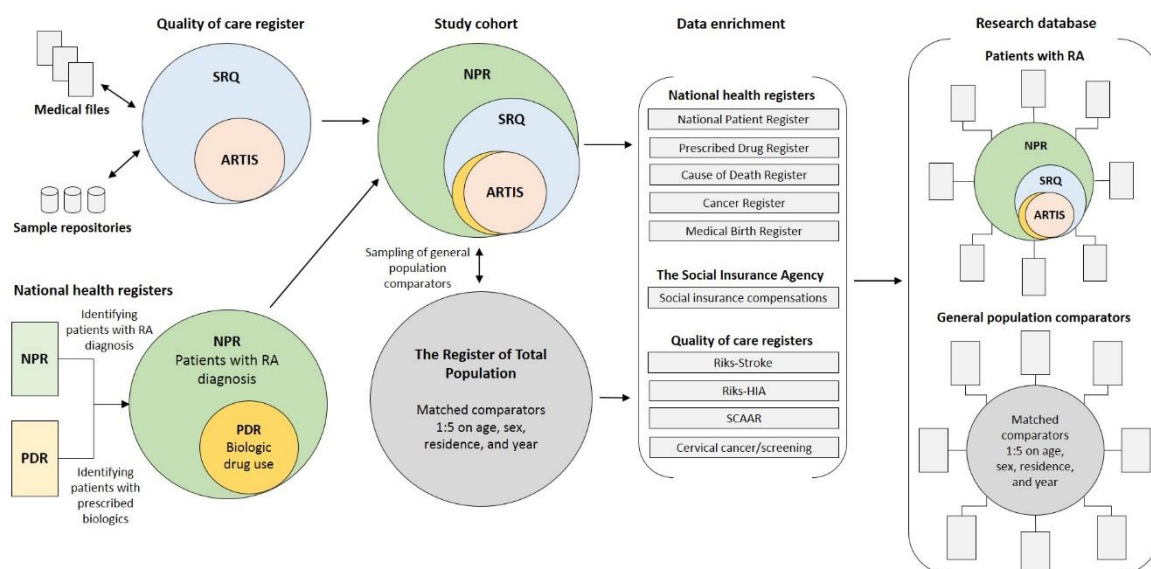 Quality of care register
SRQ
ARTIS
Medical files
Sample repositories
National health registers
NPR
PDR
Identifying
patients with RA
diagnosis
Identifying
patients with
prescribed
biologics
NPR
Patients with RA
diagnosis
PDR
Biologic
drug use
Study cohort
NPR
SRQ
ARTIS
Sampling of general
population
comparators
The Register of Total
Population
Matched comparators
1:5 on age, sex,
residence, and year
Data enrichment
National health registers
National Patient Register
Prescribed Drug Register
Cause of Death Register
Cancer Register
Medical Birth Register
The Social Insurance Agency
Social insurance compensations
Quality of care registers
Riks-Stroke
Riks-HIA
SCAAR
Cervical cancer/screening
Research database
Patients with RA
NPR
SRQ
ARTIS
General population comparators
Matched
comparators
1:5 on age,
sex, residence,
and year